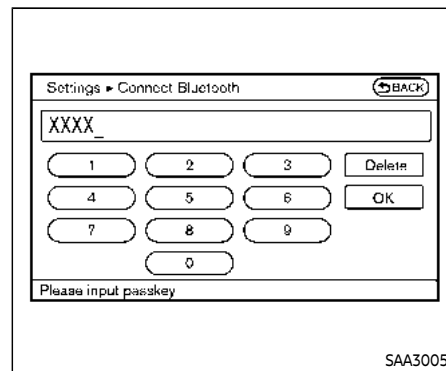 Settings ▸ Connect Bluetooth
BACK
XXXX_
1 2 3 Delete
4 5 6 OK
7 8 9
0
Please input passkey
SAA3005